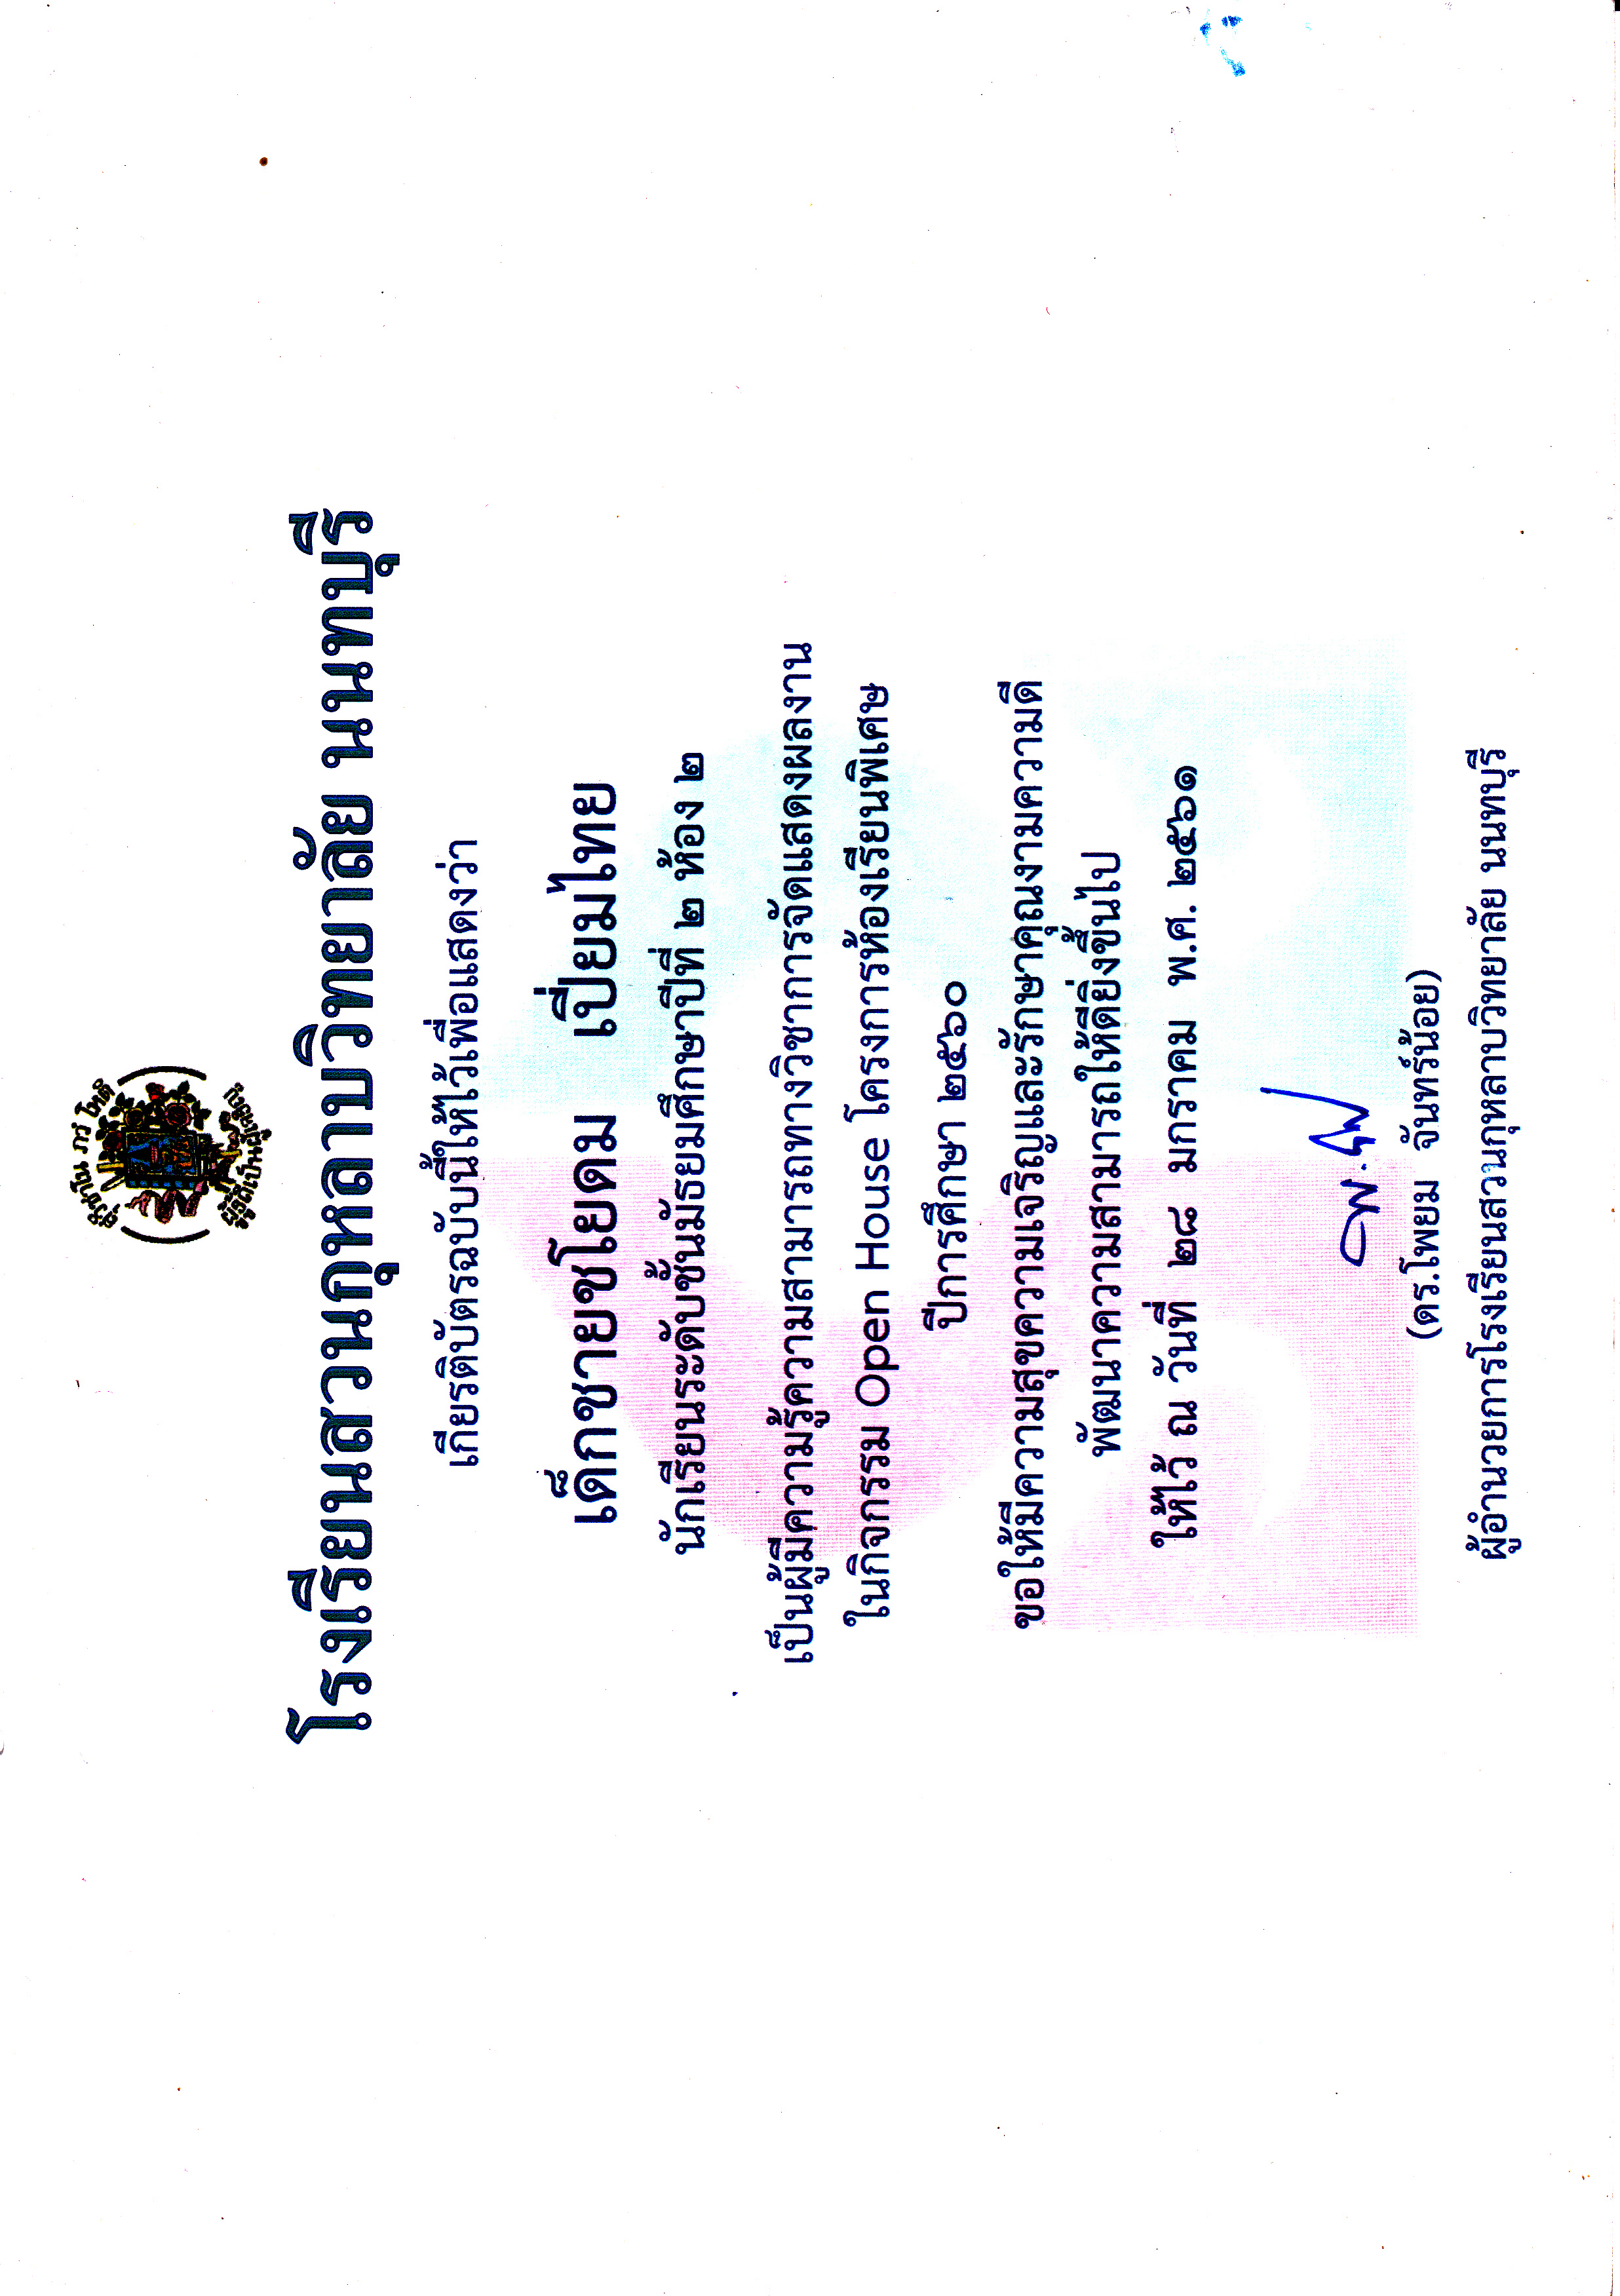 สุวิชาโน ภวํ โหติ
ผู้รู้ดีเป็นผู้เจริญ
โรงเรียนสวนกุหลาบวิทยาลัย นนทบุรี
เกียรติบัตรฉบับนี้ให้ไว้เพื่อแสดงว่า
เด็กชายชโยดม เปี่ยมไทย
นักเรียนระดับชั้นมัธยมศึกษาปีที่ ๒ ห้อง ๒
เป็นผู้มีความรู้ความสามารถทางวิชาการจัดแสดงผลงาน
ในกิจกรรม Open House โครงการห้องเรียนพิเศษ
ปีการศึกษา ๒๕๖๐
ขอให้มีความสุขความเจริญและรักษาคุณงามความดี
พัฒนาความสามารถให้ดียิ่งขึ้นไป
ให้ไว้ ณ วันที่ ๒๘ มกราคม พ.ศ. ๒๕๖๑
(ดร.โพยม จันทร์น้อย)
ผู้อำนวยการโรงเรียนสวนกุหลาบวิทยาลัย นนทบุรี